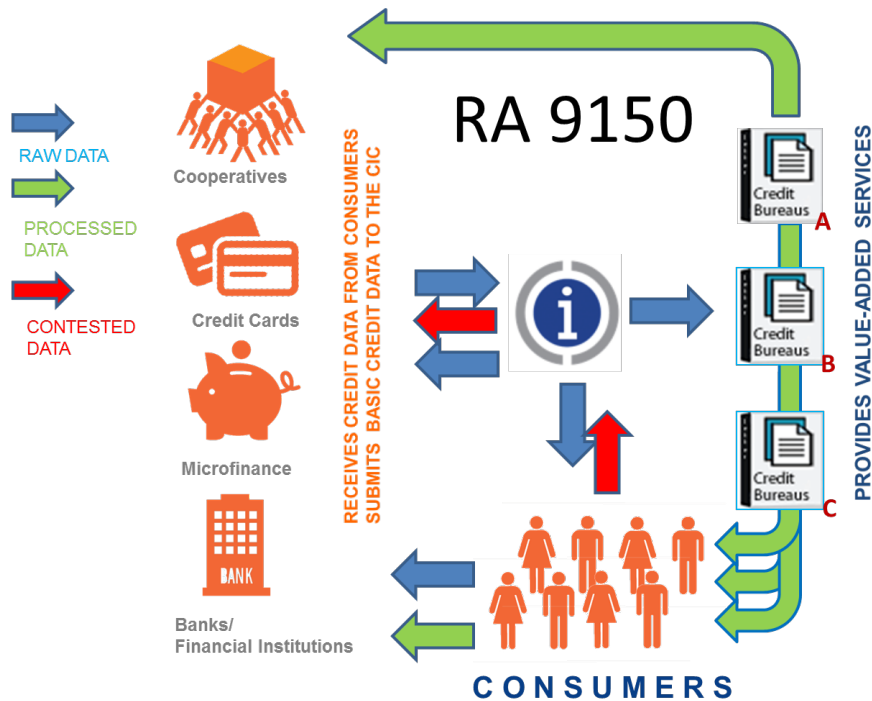 RA 9150
RAW DATA
PROCESSED
DATA
CONTESTED
DATA
Cooperatives
Credit Cards
Microfinance
BANK
Banks/
Financial Institutions
RECEIVES CREDIT DATA FROM CONSUMERS
SUBMITS BASIC CREDIT DATA TO THE CIC
i
Credit
Bureaus
A
Credit
Bureaus
B
Credit
Bureaus
C
PROVIDES VALUE-ADDED SERVICES
CONSUMERS